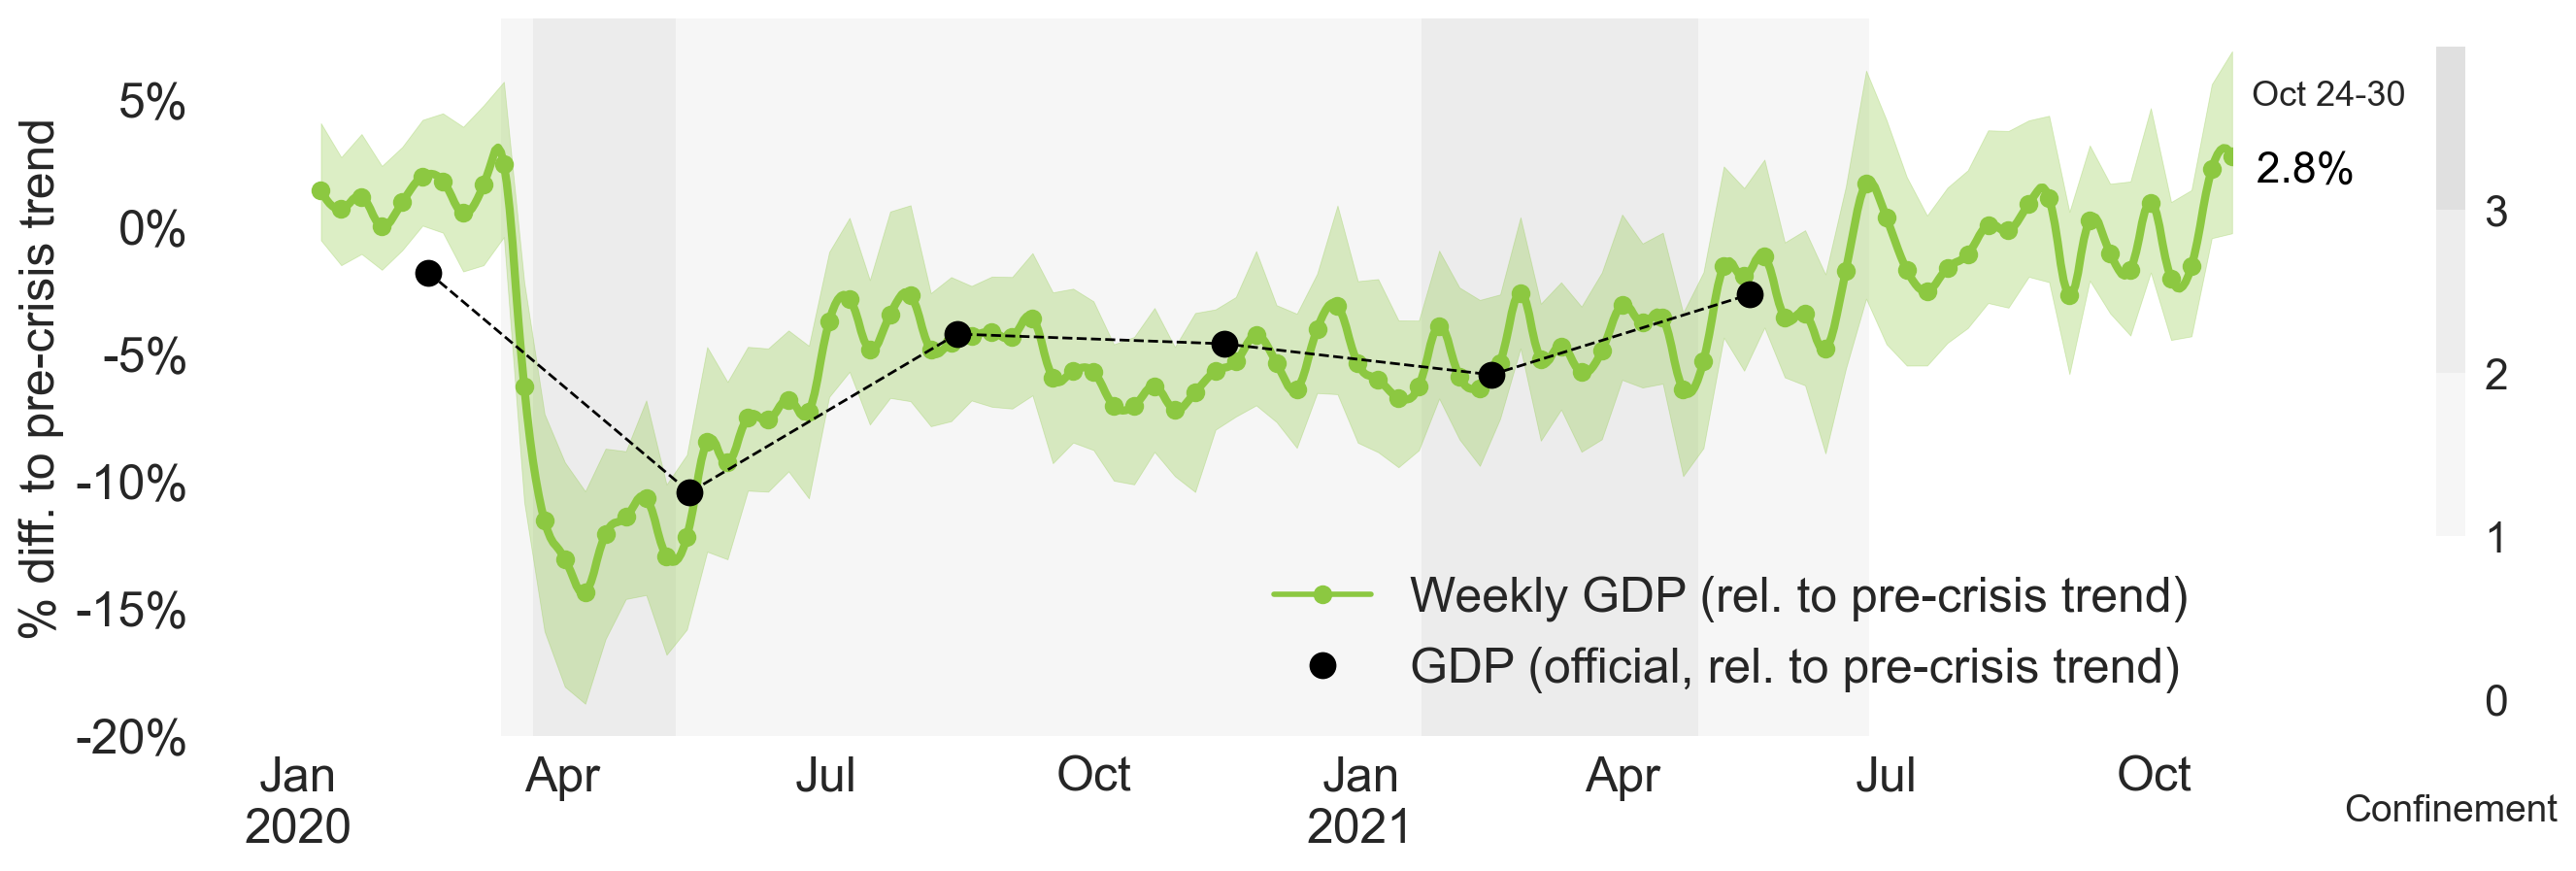 % diff. to pre-crisis trend
5%
0%
-5%
-10%
-15%
-20%
Jan
2020
Apr
Jul
Oct
Jan
2021
Apr
Jul
Oct
Oct 24-30
2.8%
Weekly GDP (rel. to pre-crisis trend)
GDP (official, rel. to pre-crisis trend)
3
2
1
0
Confinement